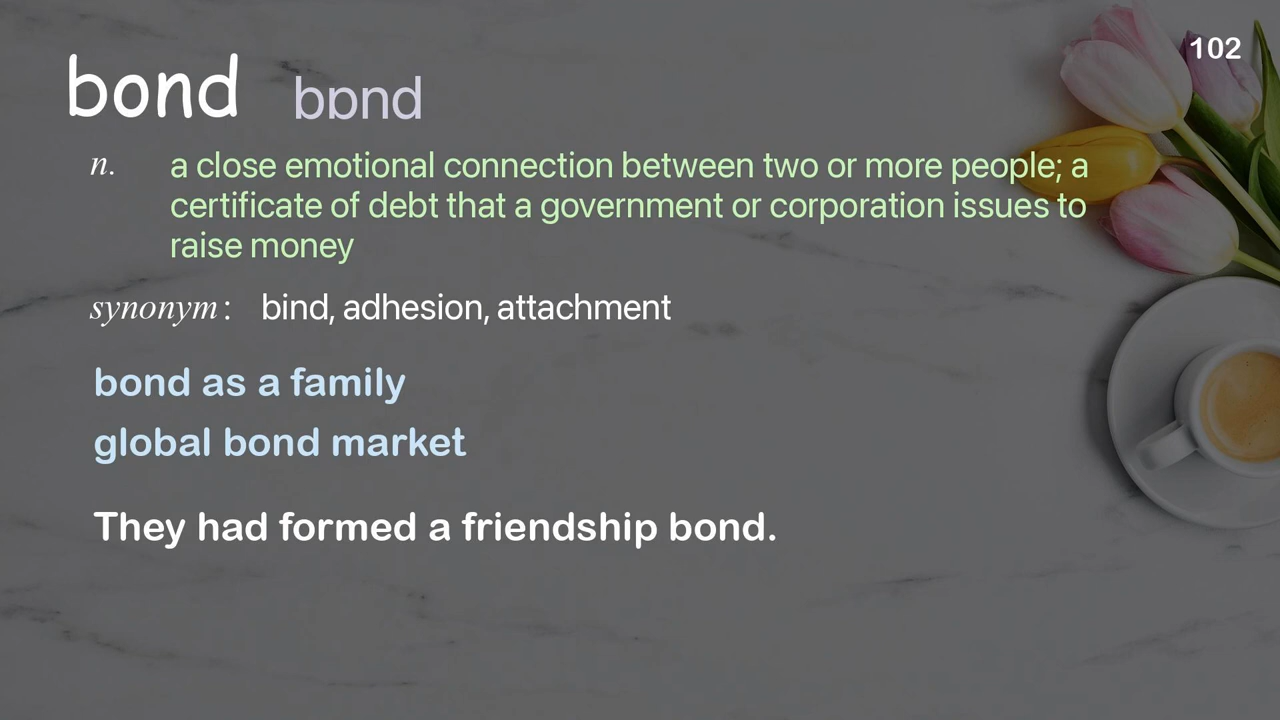 102
bond bɒnd
n. a close emotional connection between two or more people; a
certificate of debt that a government or corporation issues to
raise money
synonym: bind, adhesion, attachment
bond as a family
global bond market
They had formed a friendship bond.